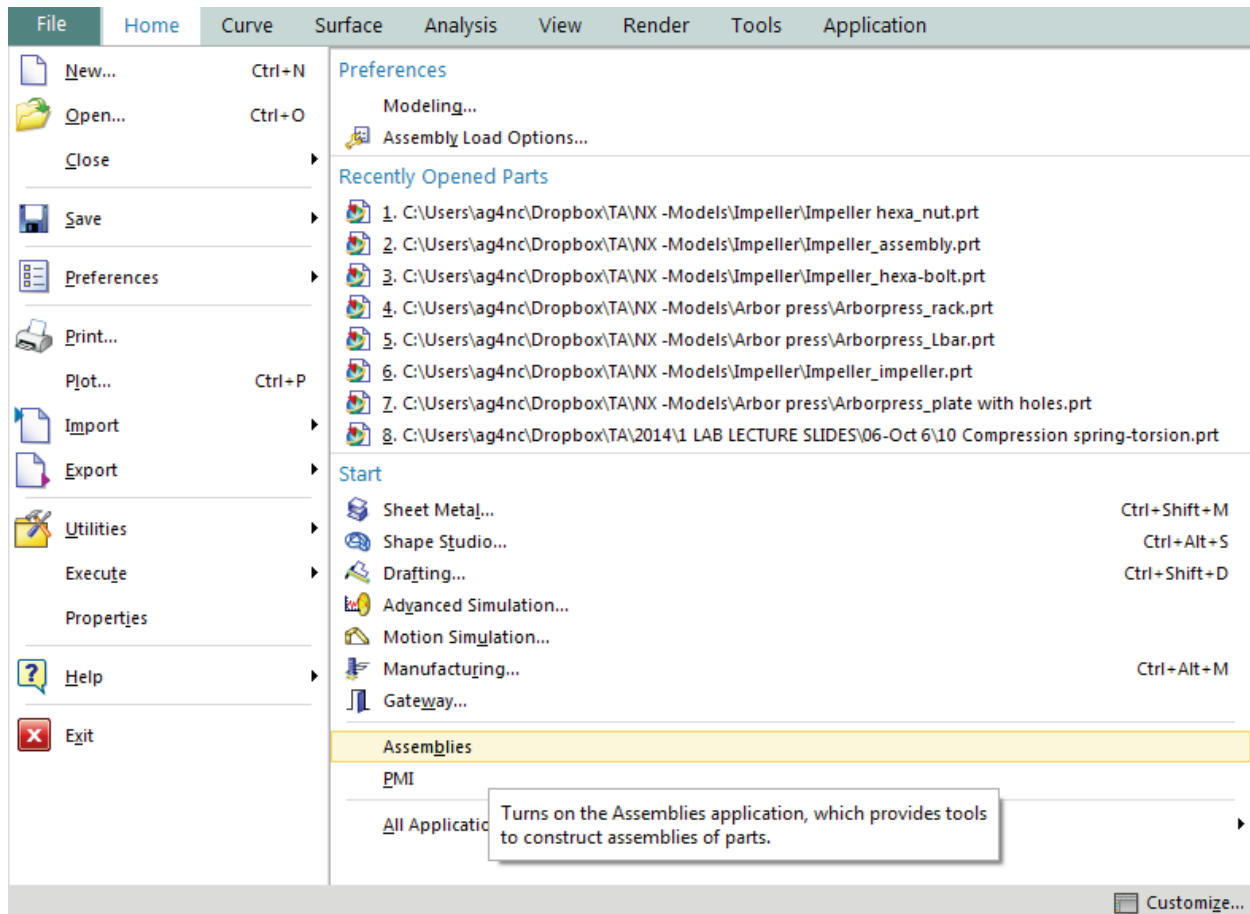 File Home Curve Surface Analysis View Render Tools Application
New... Ctrl+N
Open... Ctrl+O
Close
Save
Preferences
Print...
Plot... Ctrl+P
Import
Export
Utilities
Execute
Properties
Help
Exit
Preferences
Modeling...
Assembly Load Options...
Recently Opened Parts
1. C:\Users\ag4nc\Dropbox\TA\NX -Models\Impeller\Impeller hexa_nut.prt
2. C:\Users\ag4nc\Dropbox\TA\NX -Models\Impeller\Impeller_assembly.prt
3. C:\Users\ag4nc\Dropbox\TA\NX -Models\Impeller\Impeller_hexa-bolt.prt
4. C:\Users\ag4nc\Dropbox\TA\NX -Models\Arbor press\Arborpress_rack.prt
5. C:\Users\ag4nc\Dropbox\TA\NX -Models\Arbor press\Arborpress_Lbar.prt
6. C:\Users\ag4nc\Dropbox\TA\NX -Models\Impeller\Impeller_impeller.prt
7. C:\Users\ag4nc\Dropbox\TA\NX -Models\Arbor press\Arborpress_plate with holes.prt
8. C:\Users\ag4nc\Dropbox\TA\2014\1 LAB LECTURE SLIDES\06-Oct 6\10 Compression spring-torsion.prt
Start
Sheet Metal... Ctrl+Shift+M
Shape Studio... Ctrl+Alt+S
Drafting... Ctrl+Shift+D
Advanced Simulation...
Motion Simulation...
Manufacturing... Ctrl+Alt+M
Gateway...
Assemblies
PMI
All Applicatio
Turns on the Assemblies application, which provides tools
to construct assemblies of parts.
Customize...